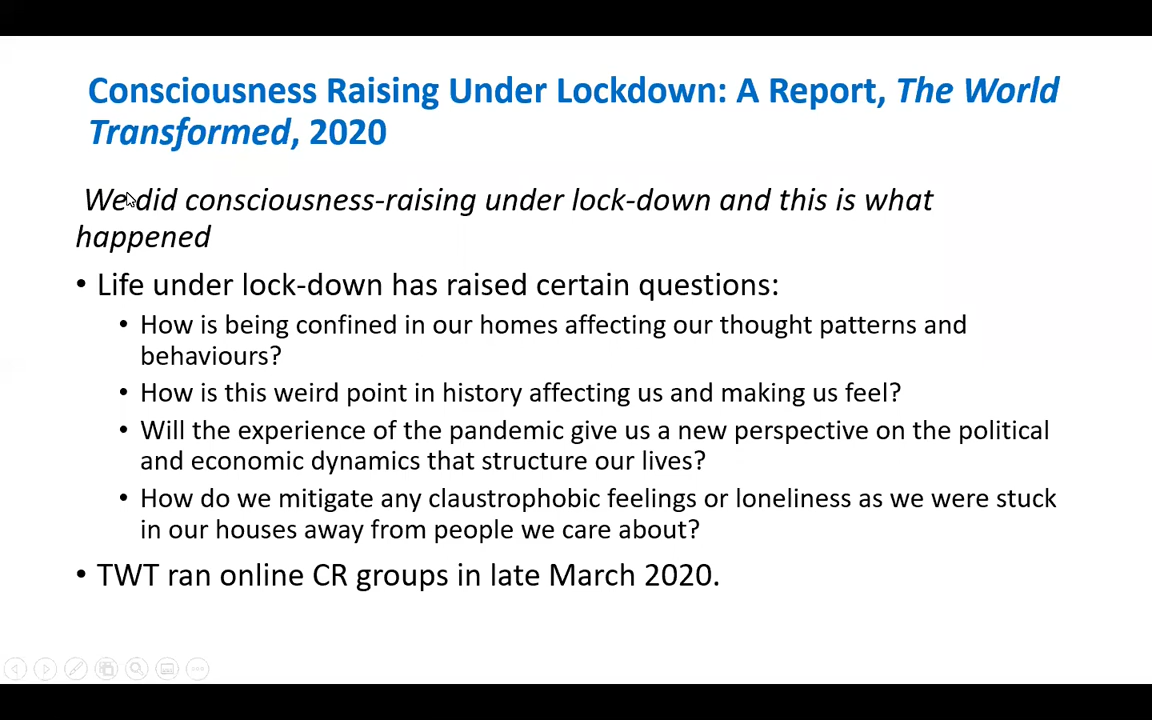 Consciousness Raising Under Lockdown: A Report, The World
Transformed, 2020
We did consciousness-raising under lock-down and this is what
happened
• Life under lock-down has raised certain questions:
• How is being confined in our homes affecting our thought patterns and
behaviours?
• How is this weird point in history affecting us and making us feel?
• Will the experience of the pandemic give us a new perspective on the political
and economic dynamics that structure our lives?
• How do we mitigate any claustrophobic feelings or loneliness as we were stuck
in our houses away from people we care about?
• TWT ran online CR groups in late March 2020.